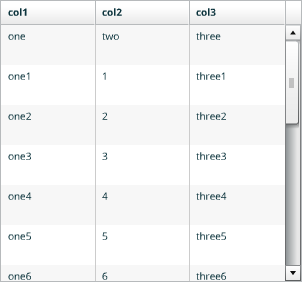 col1 col2 col3
one two three
one1 1 three1
one2 2 three2
one3 3 three3
one4 4 three4
one5 5 three5
one6 6 three6